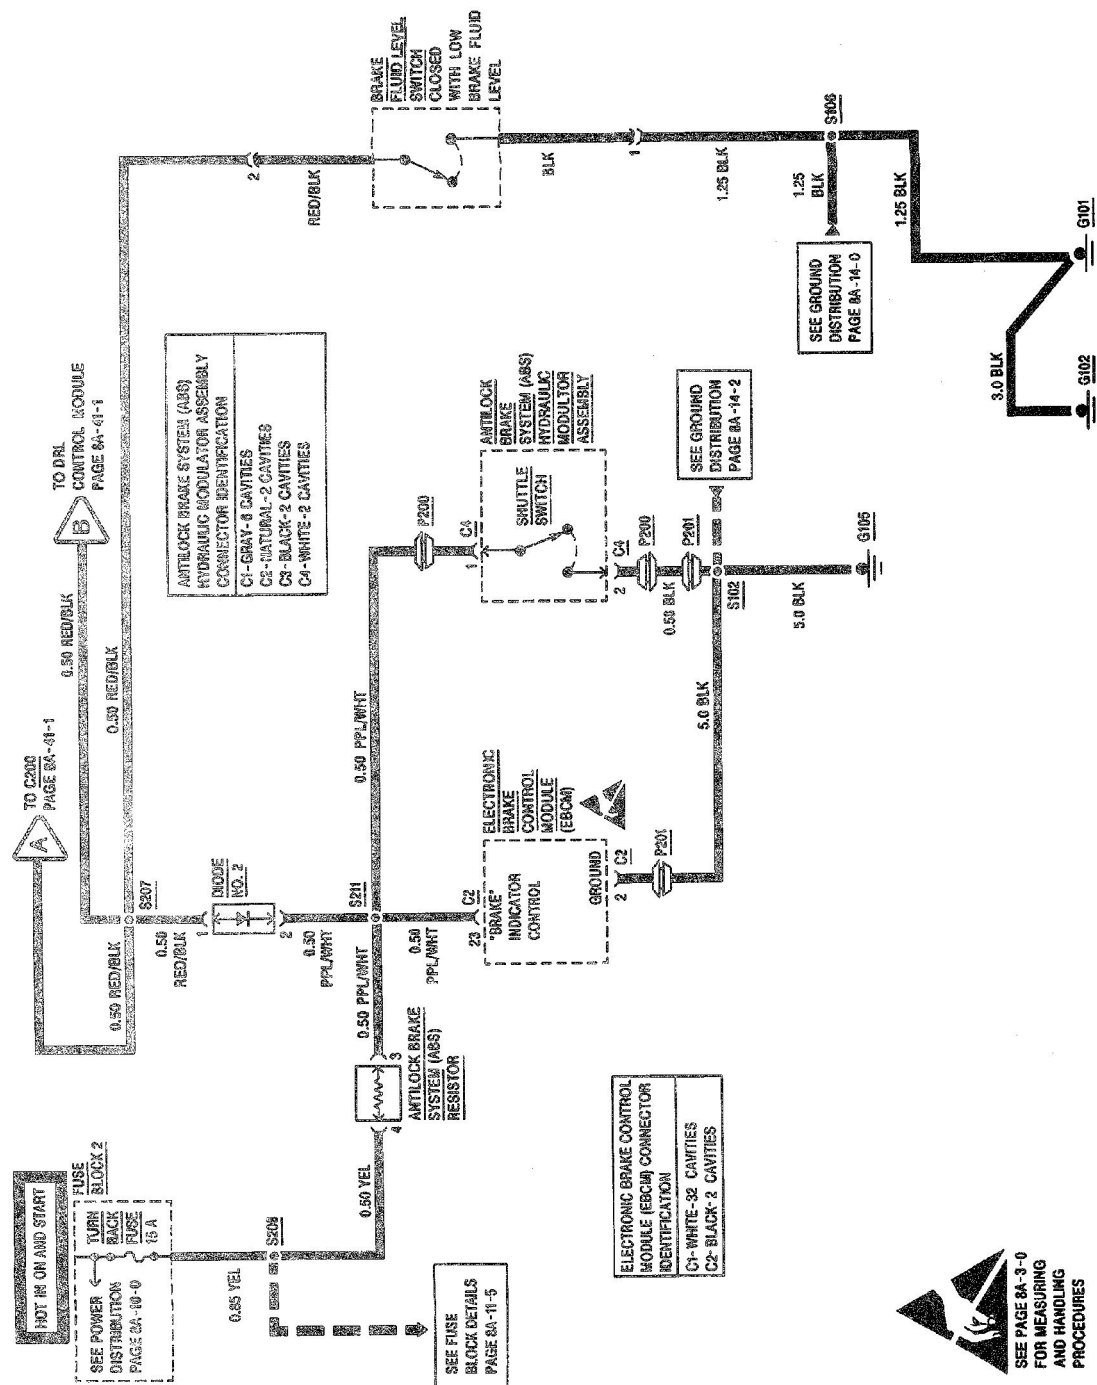 HOT IN ON AND START
FUSE
BLOCK 2
SEE POWER
DISTRIBUTION
PAGE 8A-10-0
TURN
BACK
FUSE
15 A
0.85 YEL
S208
SEE FUSE
BLOCK DETAILS
PAGE 8A-11-5
0.50 YEL
4
3
ANTILOCK BRAKE
SYSTEM (ABS)
RESISTOR
A
TO C200
PAGE 8A-41-1
B
TO DRL
CONTROL MODULE
PAGE 8A-41-1
0.50 RED/BLK
0.50 RED/BLK
0.50 RED/BLK
S207
0.50
RED/BLK
1
DIODE
NO. 2
2
0.50
PPL/WHT
0.50 PPL/WHT
S211
0.50 PPL/WHT
0.50
PPL/WHT
23
C2
"BRAKE"
INDICATOR
CONTROL
GROUND
ELECTRONIC
BRAKE
CONTROL
MODULE
(EBCM)
2
C2
P201
5.0 BLK
ANTILOCK BRAKE SYSTEM (ABS)
HYDRAULIC MODULATOR ASSEMBLY
CONNECTOR IDENTIFICATION
C1-GRAY-6 CAVITIES
C2-NATURAL-2 CAVITIES
C3-BLACK-2 CAVITIES
C4-WHITE-2 CAVITIES
P200
1
C4
SHUTTLE
SWITCH
ANTILOCK
BRAKE
SYSTEM (ABS)
HYDRAULIC
MODULTOR
ASSEMBLY
2
C4
P200
0.50 BLK
P201
S102
5.0 BLK
G105
SEE GROUND
DISTRIBUTION
PAGE 8A-14-2
2
RED/BLK
BRAKE
FLUID LEVEL
SWITCH
CLOSED
WITH LOW
BRAKE FLUID
LEVEL
BLK
1
1.25 BLK
S106
1.25
BLK
SEE GROUND
DISTRIBUTION
PAGE 8A-14-0
1.25 BLK
G101
3.0 BLK
G102
ELECTRONIC BRAKE CONTROL
MODULE (EBCM) CONNECTOR
IDENTIFICATION
C1-WHITE-32 CAVITIES
C2-BLACK-2 CAVITIES
SEE PAGE 8A-3-0
FOR MEASURING
AND HANDLING
PROCEDURES